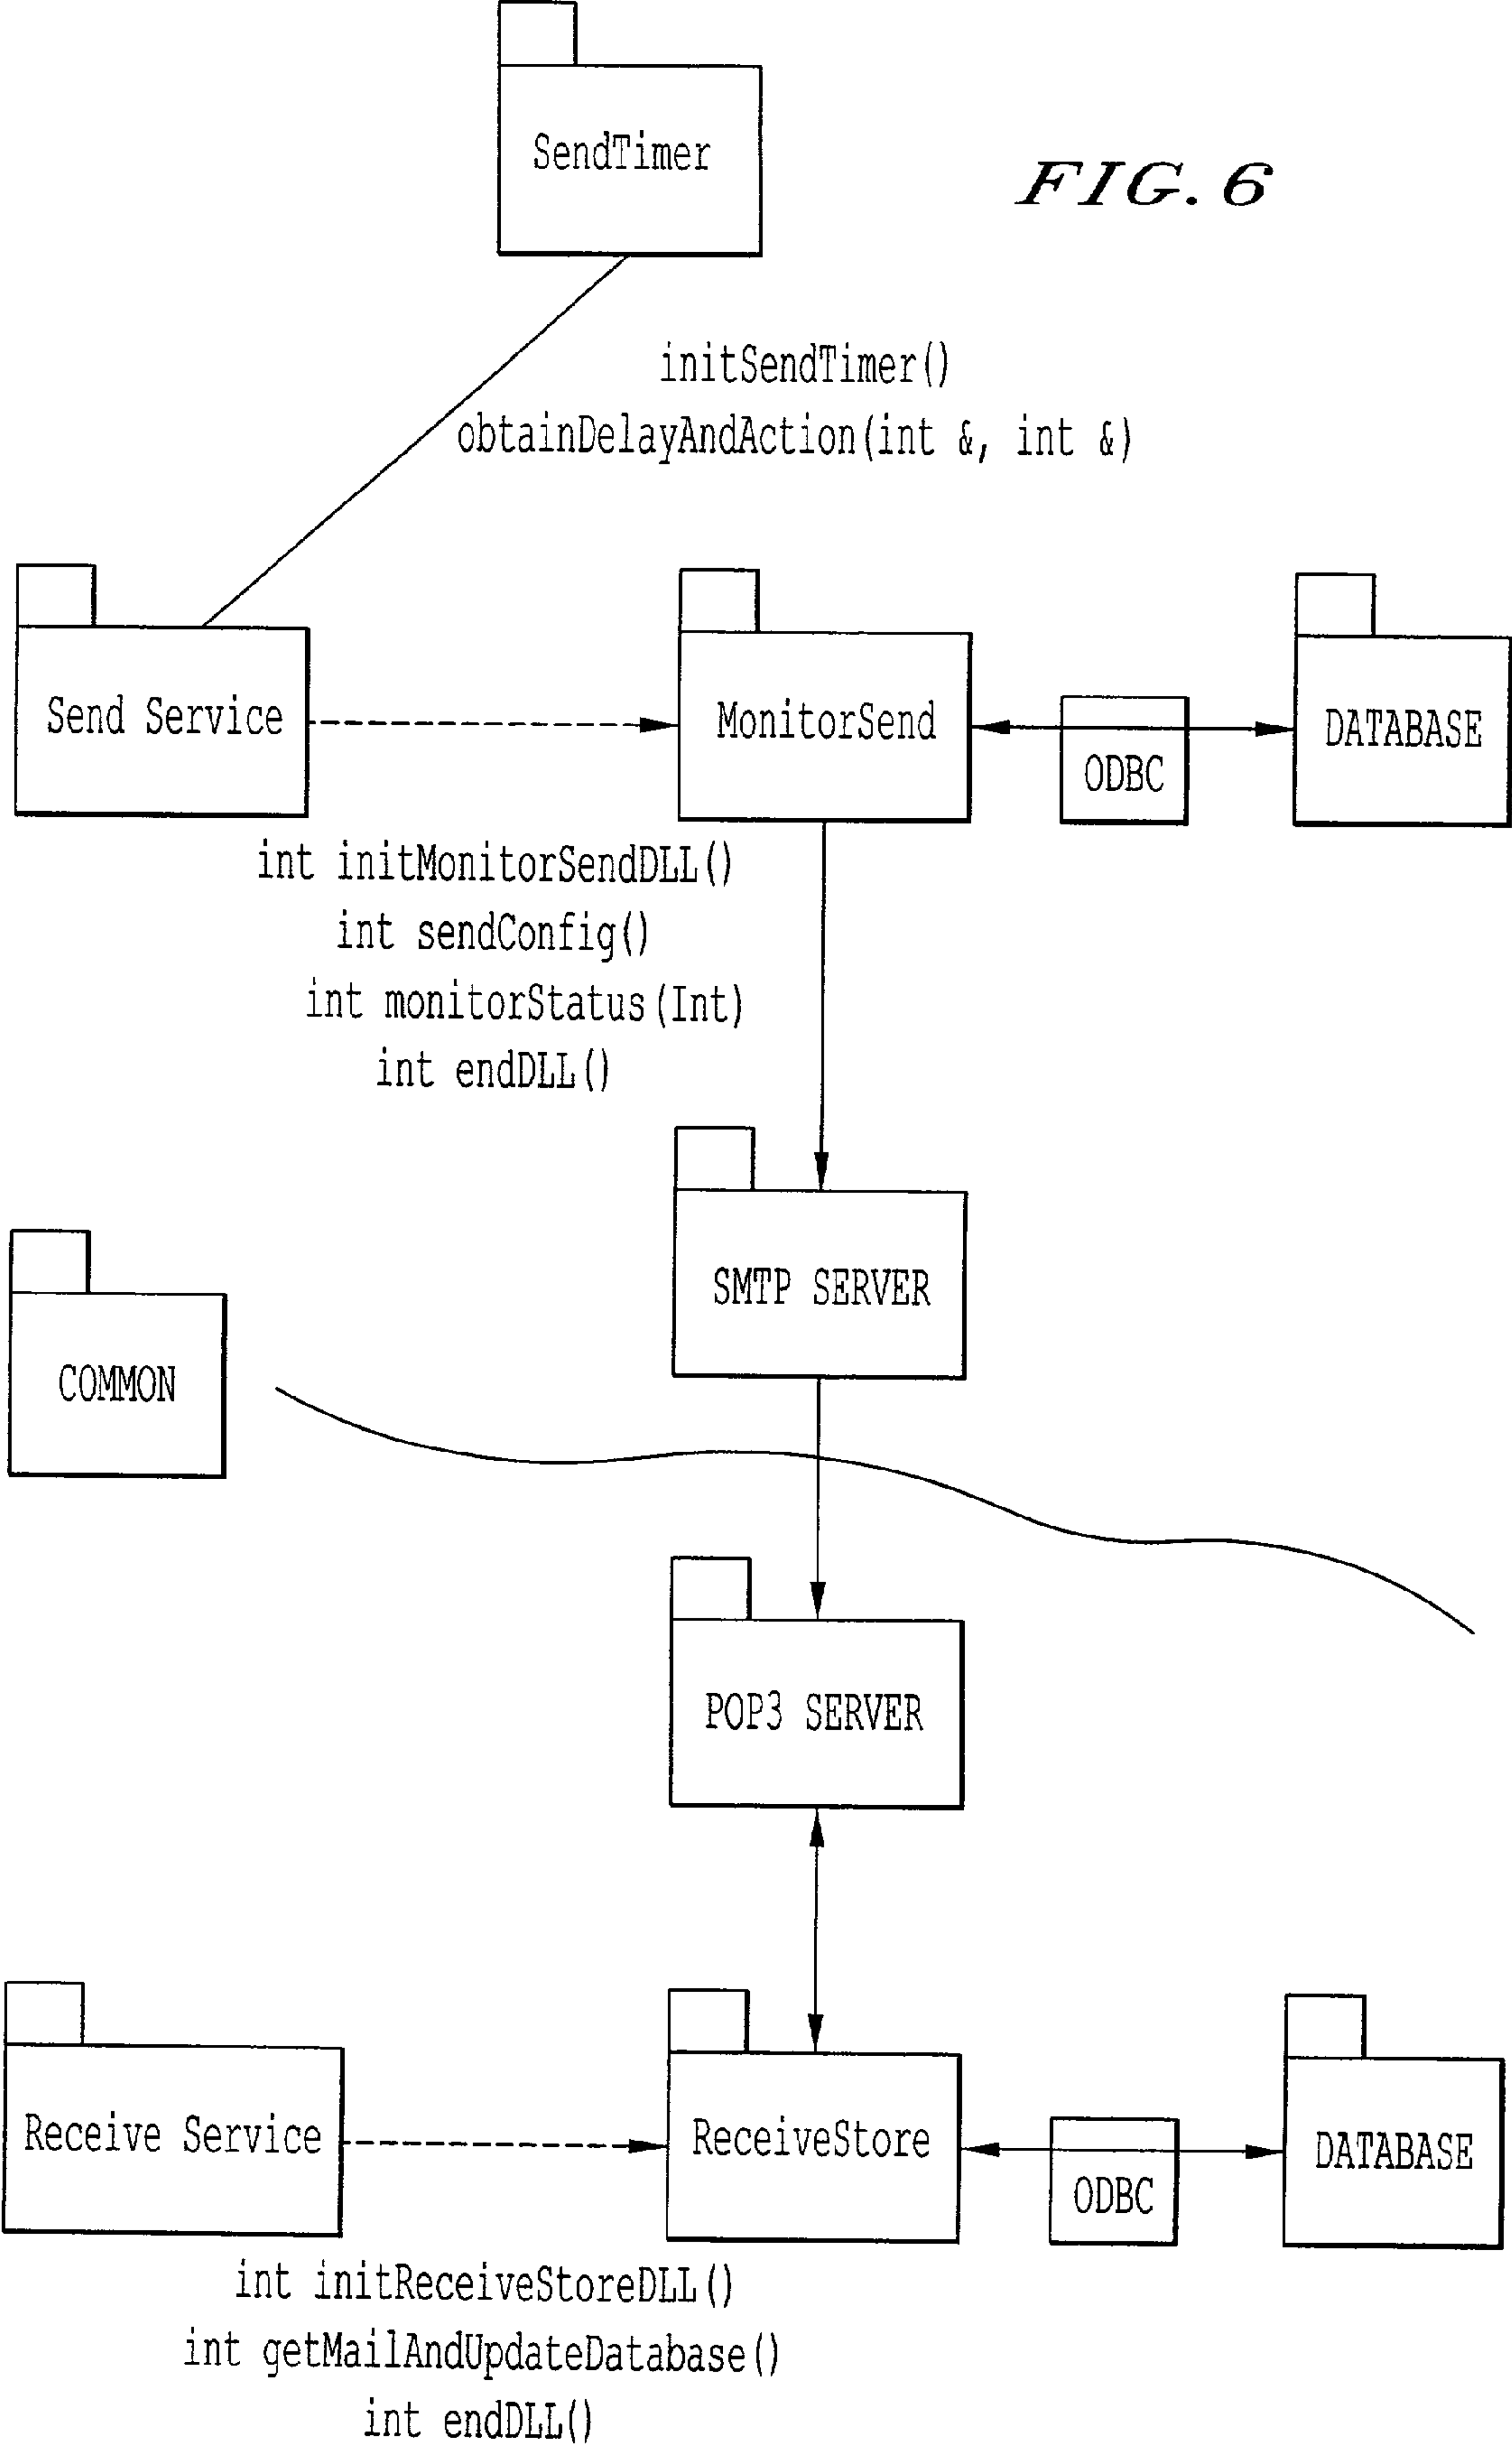 SendTimer
FIG. 6
initSendTimer()
obtainDelayAndAction(int &, int &)
Send Service
MonitorSend
ODBC
DATABASE
int initMonitorSendDLL()
int sendConfig()
int monitorStatus(Int)
int endDLL()
SMTP SERVER
COMMON
POP3 SERVER
Receive Service
ReceiveStore
ODBC
DATABASE
int initReceiveStoreDLL()
int getMailAndUpdateDatabase()
int endDLL()